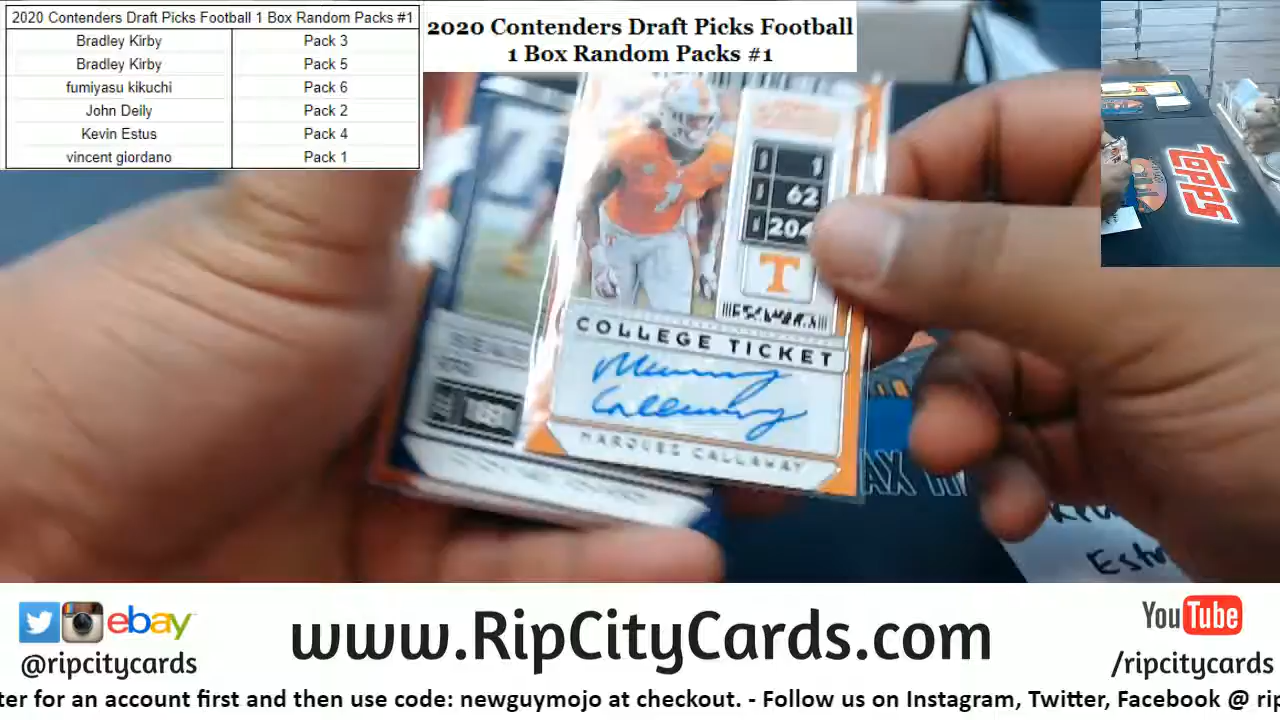 2020 Contenders Draft Picks Football 1 Box Random Packs #1
Bradley Kirby Pack 3
Bradley Kirby Pack 5
fumiyasu kikuchi Pack 6
John Deily Pack 2
Kevin Estus Pack 4
vincent giordano Pack 1
2020 Contenders Draft Picks Football
1 Box Random Packs #1
topps
1
62
204
T
COLLEGE TICKET
Marquez
Callaway
MARQUEZ CALLAWAY
ebay
@ripcitycards
www.RipCityCards.com
YouTube
/ripcitycards
ter for an account first and then use code: newguymojo at checkout. - Follow us on Instagram, Twitter, Facebook @ rip